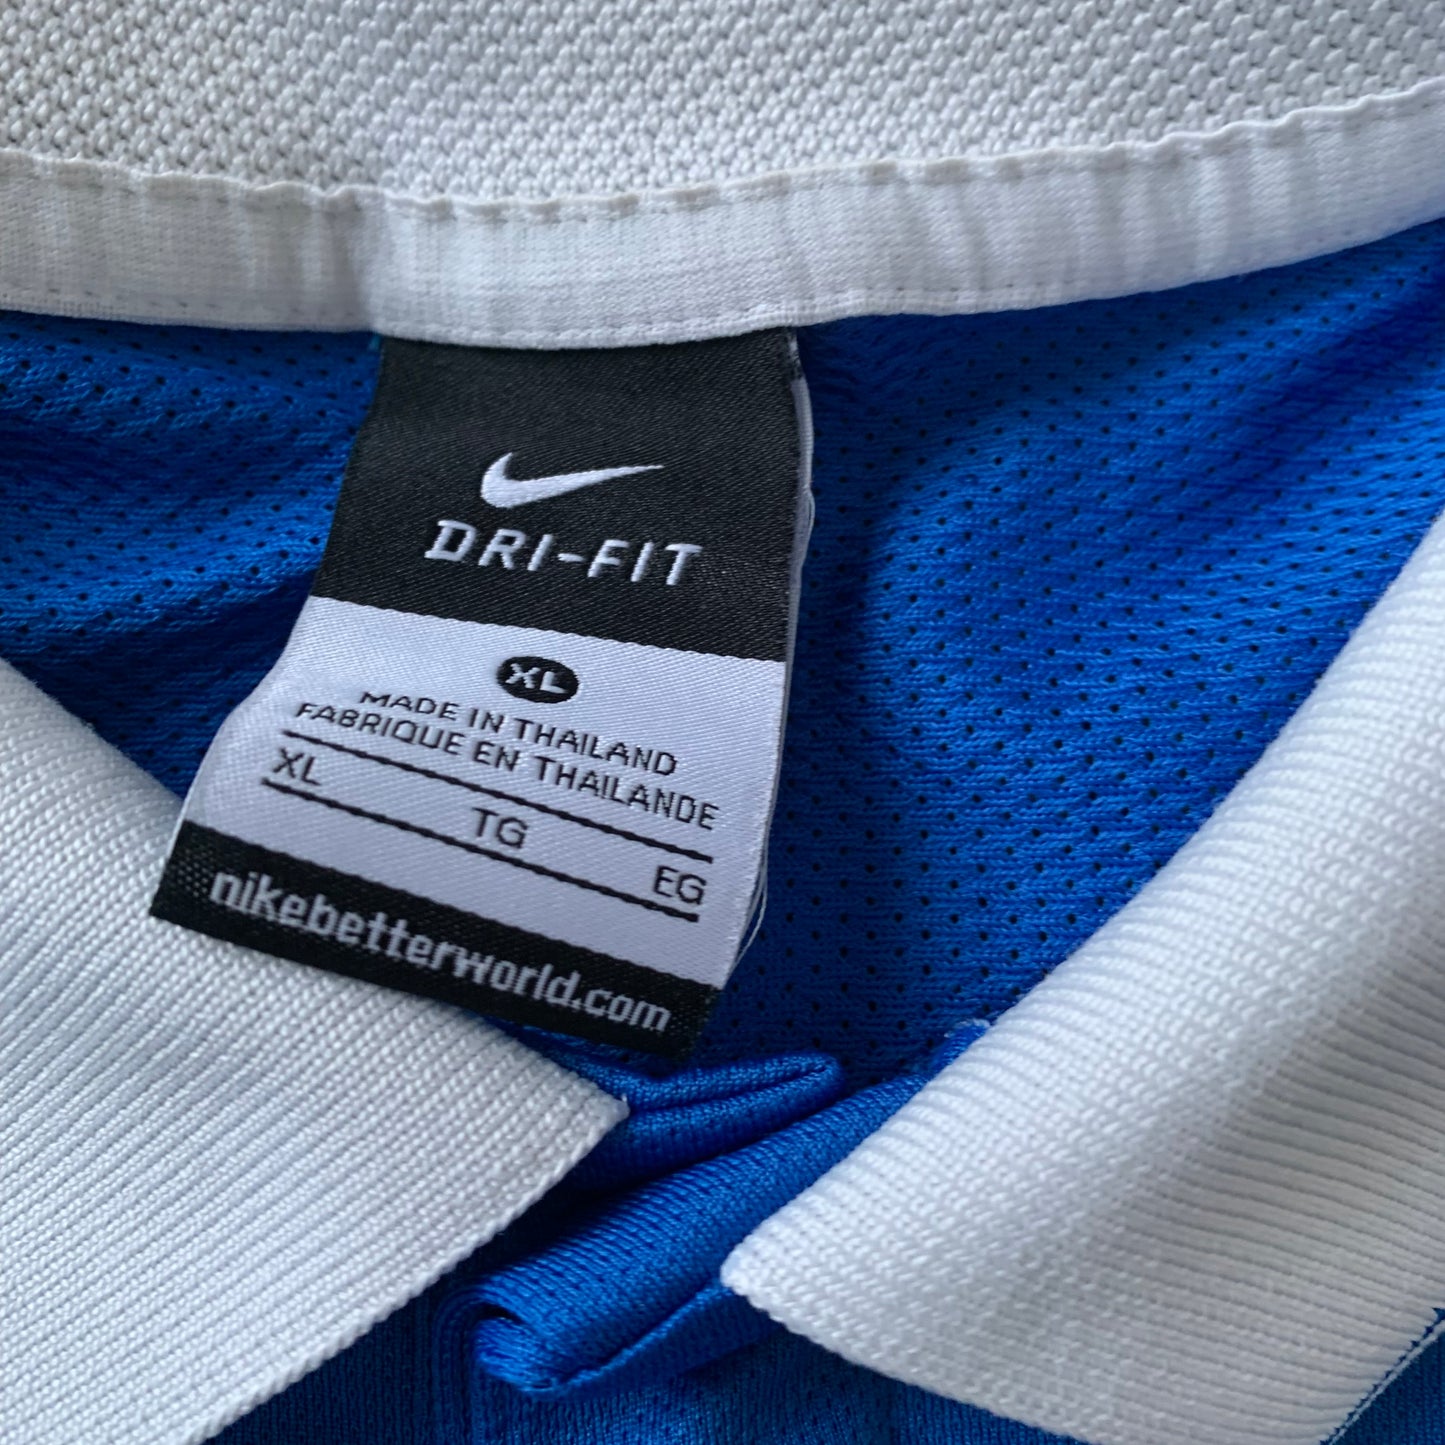 DRI-FIT
XL
MADE IN THAILAND
FABRIQUE EN THAILANDE
XL TG EG
nikebetterworld.com